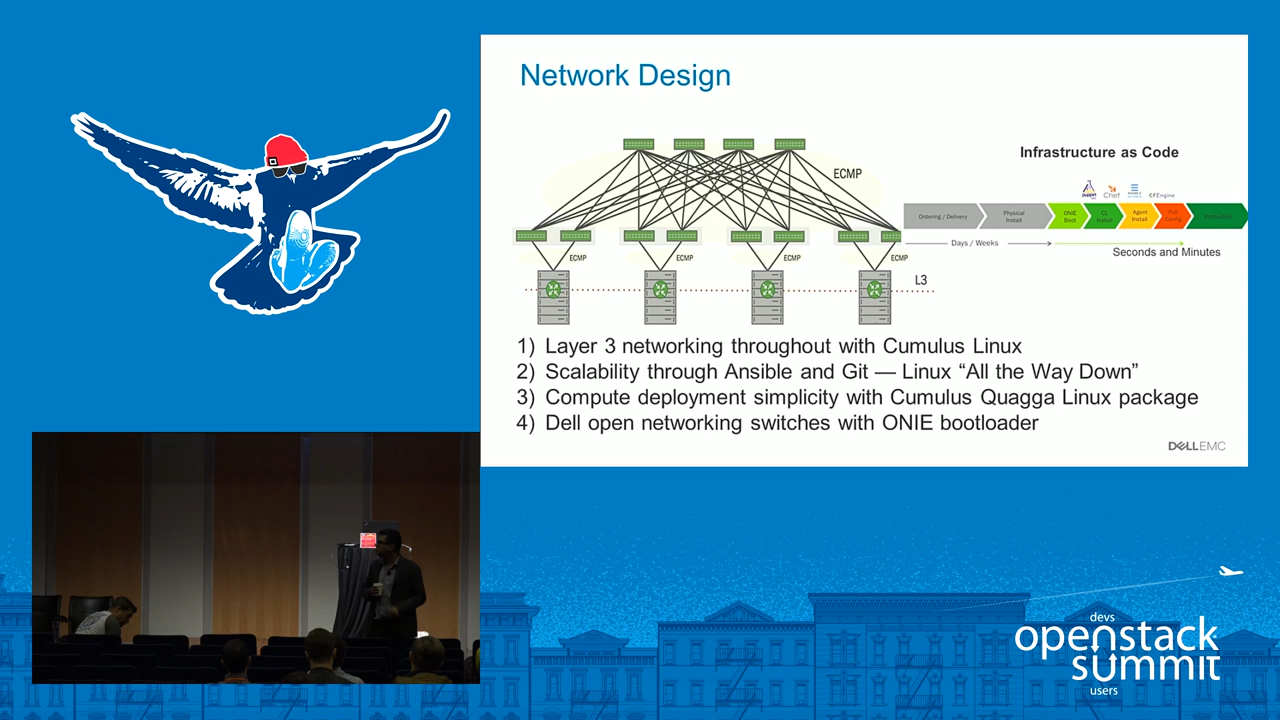 Network Design
Infrastructure as Code
ECMP
puppet
Chef
CFEngine
Ordering / Delivery
Physical Install
ONIE Boot
CL Install
Agent Install
Pull Config
Production
Days / Weeks
Seconds and Minutes
ECMP
ECMP
ECMP
ECMP
L3
1) Layer 3 networking throughout with Cumulus Linux
2) Scalability through Ansible and Git — Linux “All the Way Down”
3) Compute deployment simplicity with Cumulus Quagga Linux package
4) Dell open networking switches with ONIE bootloader
DELLEMC
devs
openstack
summit
users